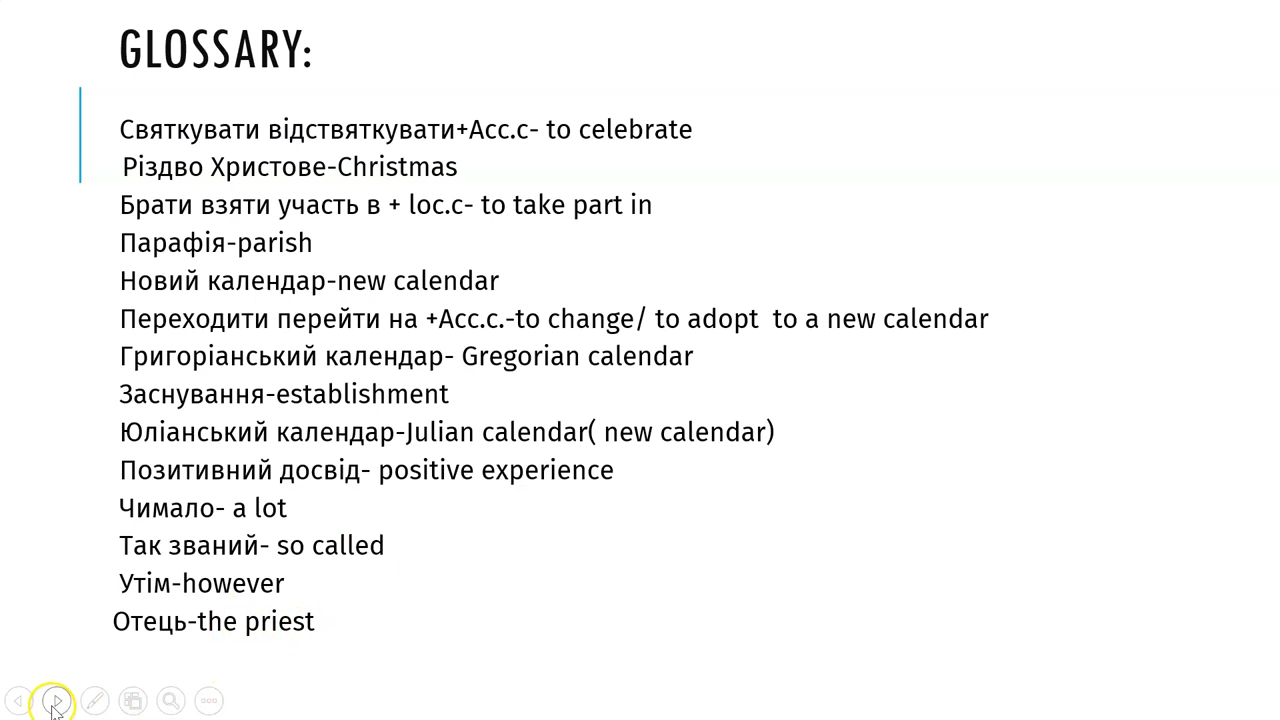 GLOSSARY:
Святкувати відствяткувати+Acc.c- to celebrate
Різдво Христове-Christmas
Брати взяти участь в + loc.c- to take part in
Парафія-parish
Новий календар-new calendar
Переходити перейти на +Acc.c.-to change/ to adopt  to a new calendar
Григоріанський календар- Gregorian calendar
Заснування-establishment
Юліанський календар-Julian calendar( new calendar)
Позитивний досвід- positive experience
Чимало- a lot
Так званий- so called
Утім-however
Отець-the priest